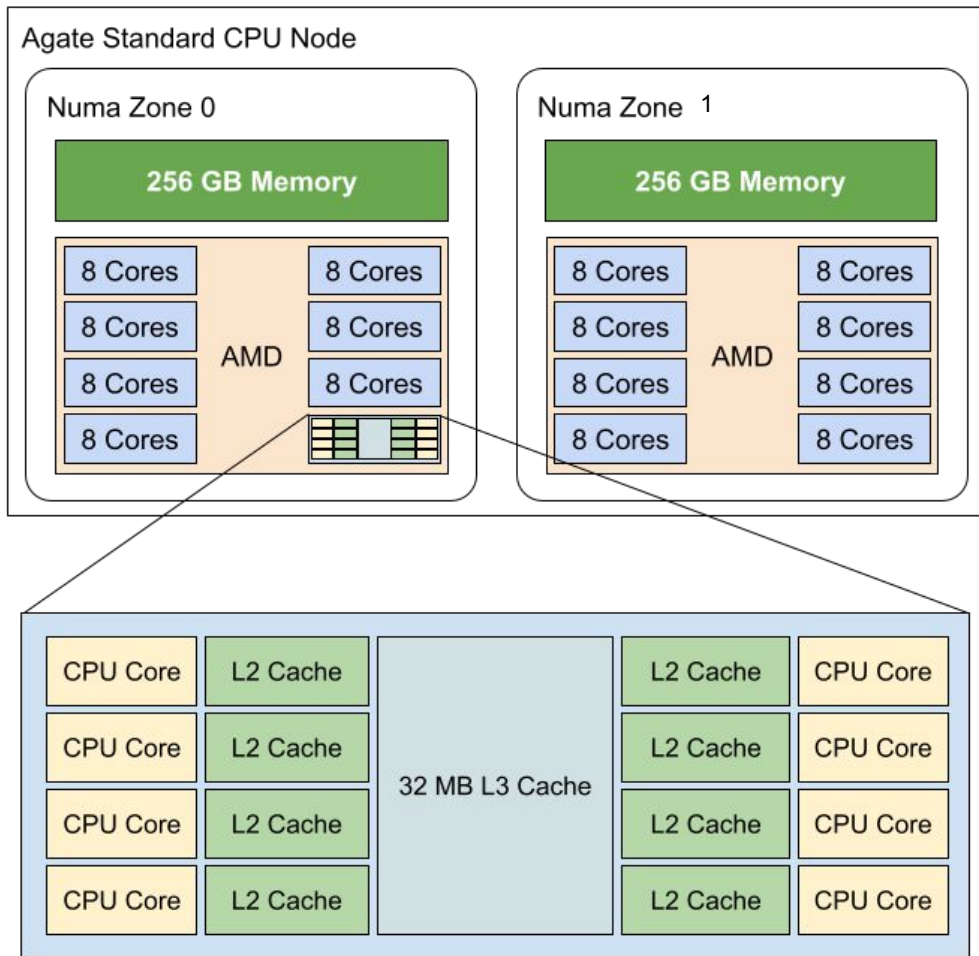 Agate Standard CPU Node
Numa Zone 0
256 GB Memory
8 Cores
8 Cores
8 Cores
8 Cores
AMD
8 Cores
8 Cores
8 Cores
Numa Zone 1
256 GB Memory
8 Cores
8 Cores
8 Cores
8 Cores
AMD
8 Cores
8 Cores
8 Cores
8 Cores
CPU Core L2 Cache
CPU Core L2 Cache
CPU Core L2 Cache
CPU Core L2 Cache
32 MB L3 Cache
L2 Cache CPU Core
L2 Cache CPU Core
L2 Cache CPU Core
L2 Cache CPU Core